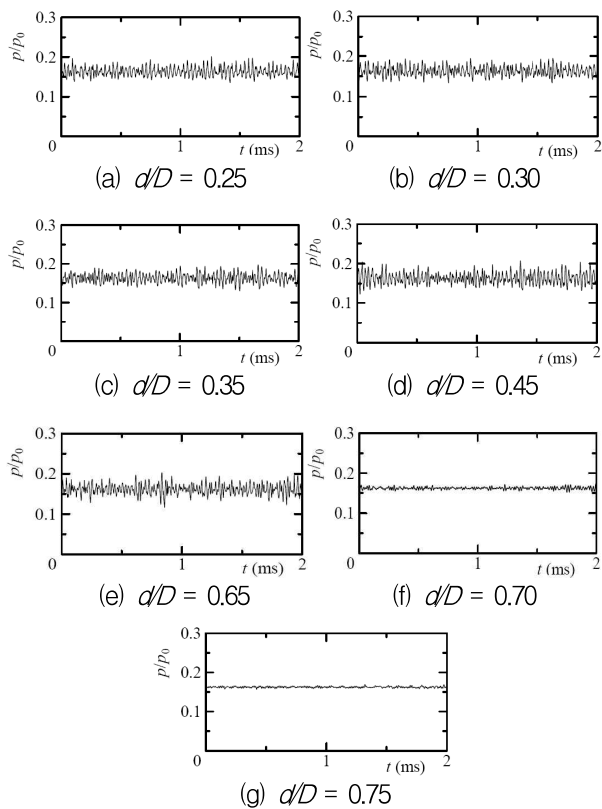 0.3 0.3
p/p0 0.2 p/p0 0.2
0.1 0.1
0 1 2 0 1 2
t (ms) t (ms)
(a) d/D = 0.25 (b) d/D = 0.30
0.3 0.3
p/p0 0.2 p/p0 0.2
0.1 0.1
0 1 2 0 1 2
t (ms) t (ms)
(c) d/D = 0.35 (d) d/D = 0.45
0.3 0.3
p/p0 0.2 p/p0 0.2
0.1 0.1
0 1 2 0 1 2
t (ms) t (ms)
(e) d/D = 0.65 (f) d/D = 0.70
0.3
p/p0 0.2
0.1
0 1 2
t (ms)
(g) d/D = 0.75